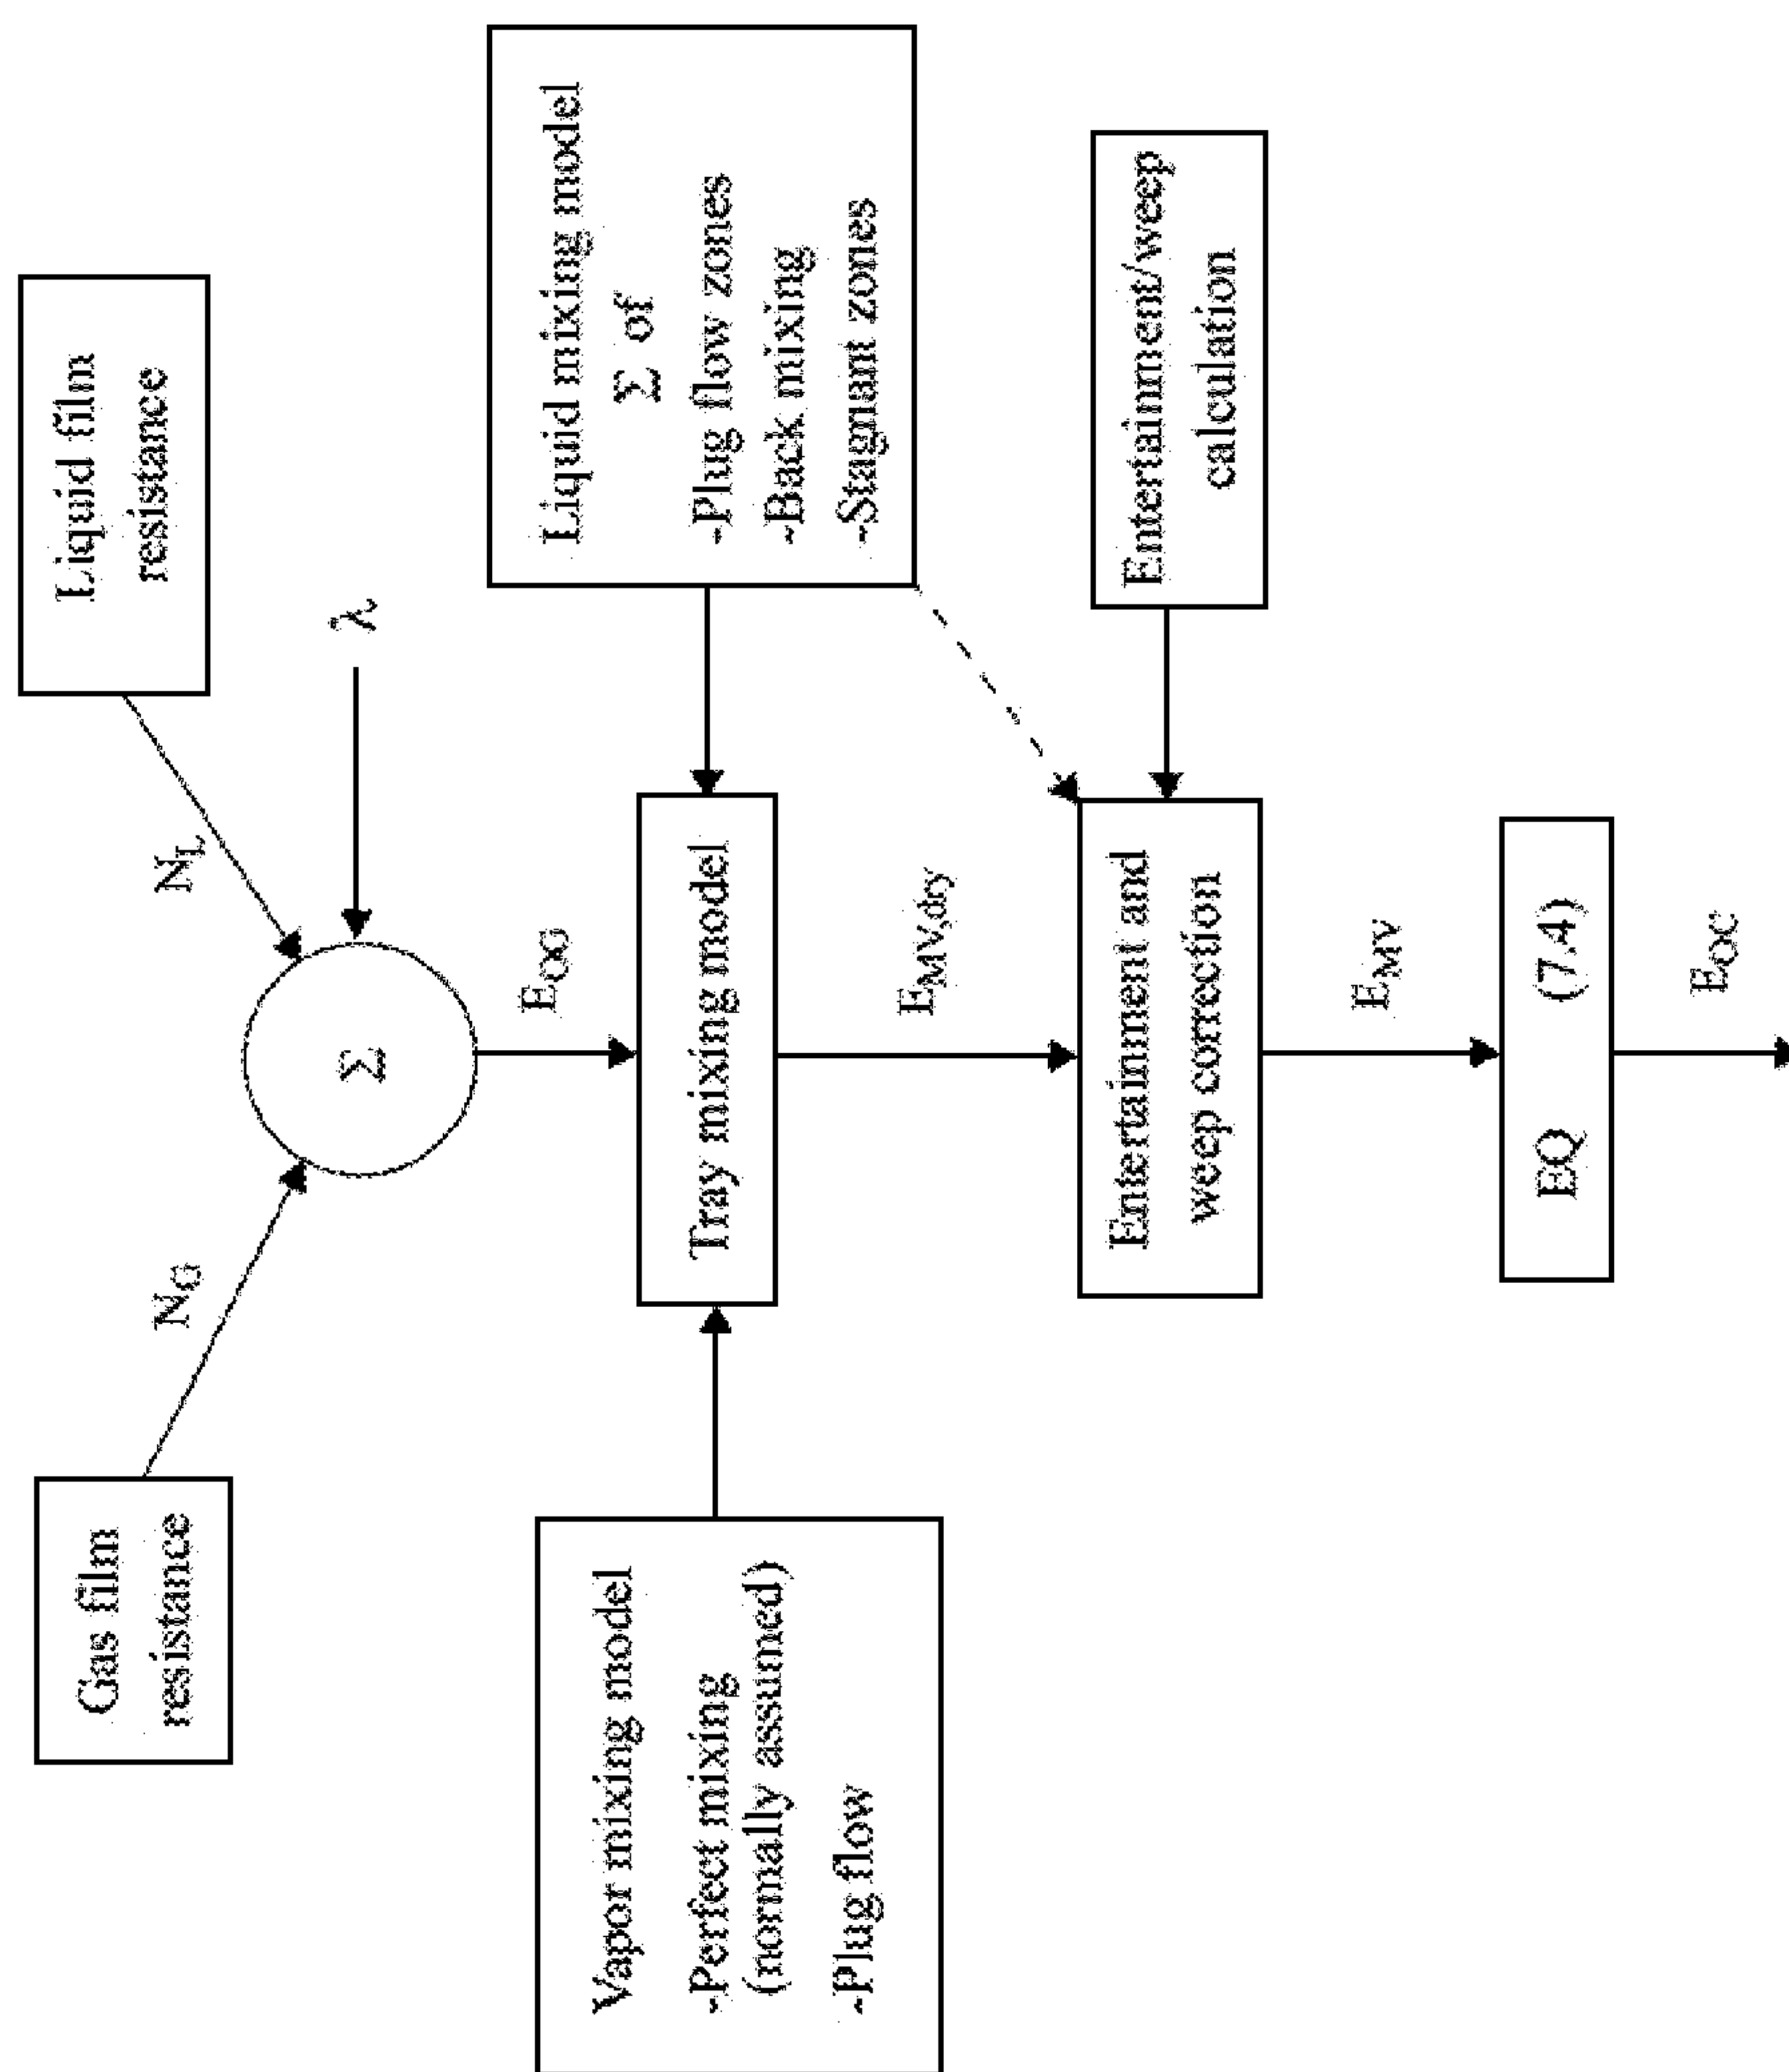 Gas film
resistance
Liquid film
resistance
N_G
N_L
Σ
λ
E_OG
Vapor mixing model
-Perfect mixing
(normally assumed)
-Plug flow
Tray mixing model
Liquid mixing model
Σ of
-Plug flow zones
-Back mixing
-Stagnant zones
E_MV,dry
Entertainment and
weep correction
Entertainment/weep
calculation
E_MV
EQ (7.4)
E_OC